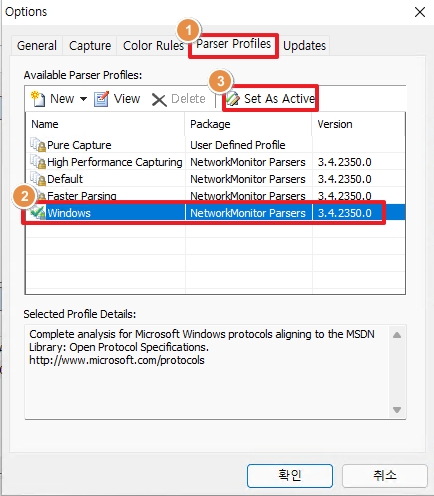 Options
1
General Capture Color Rules Parser Profiles Updates
Available Parser Profiles:
3
New View Delete Set As Active
Name Package Version
Pure Capture User Defined Profile
High Performance Capturing NetworkMonitor Parsers 3.4.2350.0
Default NetworkMonitor Parsers 3.4.2350.0
Faster Parsing NetworkMonitor Parsers 3.4.2350.0
2
Windows NetworkMonitor Parsers 3.4.2350.0
Selected Profile Details:
Complete analysis for Microsoft Windows protocols aligning to the MSDN
Library: Open Protocol Specifications.
http://www.microsoft.com/protocols
확인 취소